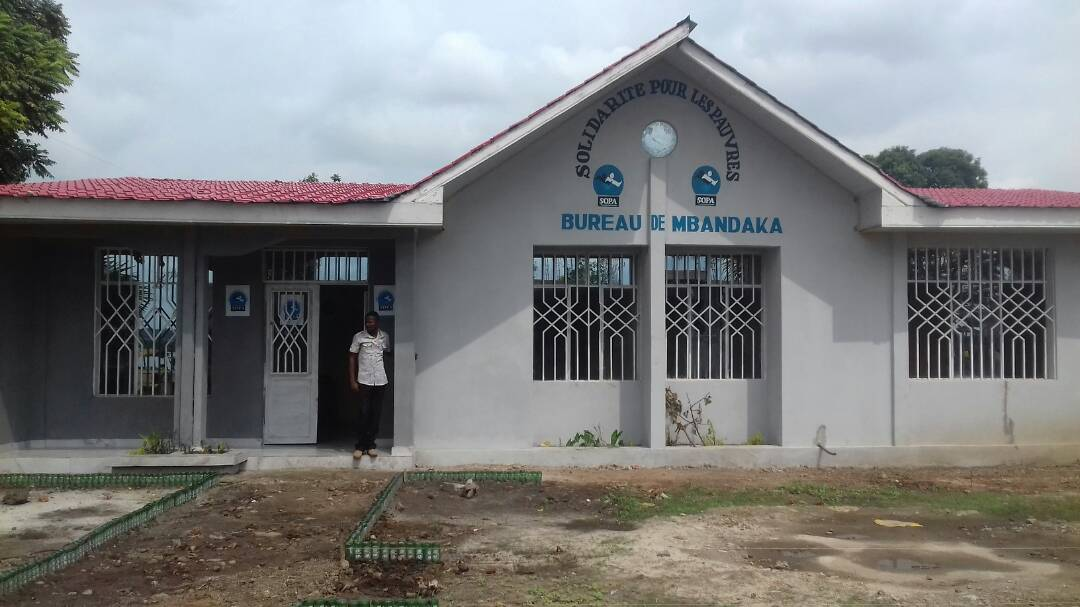 SOLIDARITE POUR LES PAUVRES
SOPA
SOPA
BUREAU DE MBANDAKA